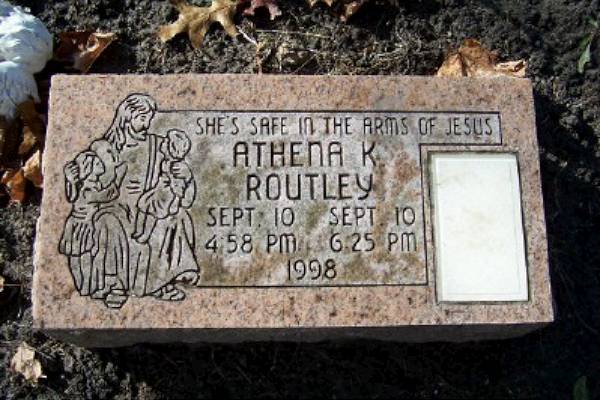 SHE'S SAFE IN THE ARMS OF JESUS
ATHENA K.
ROUTLEY
SEPT. 10 SEPT. 10
4:58 PM 6:25 PM
1998